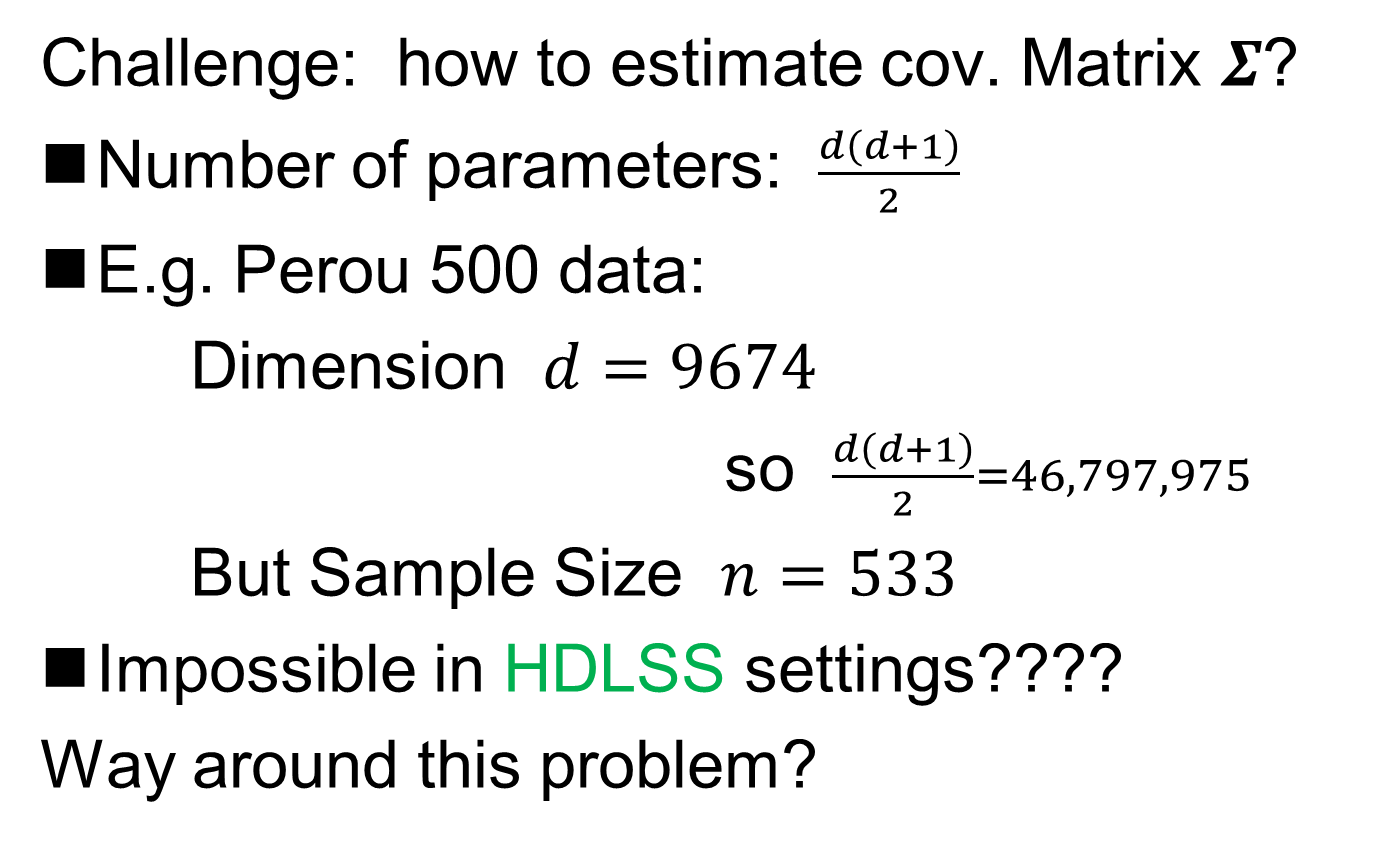 Challenge: how to estimate cov. Matrix Σ?
■ Number of parameters: d(d+1)/2
■ E.g. Perou 500 data:
Dimension d = 9674
so d(d+1)/2=46,797,975
But Sample Size n = 533
■ Impossible in HDLSS settings????
Way around this problem?